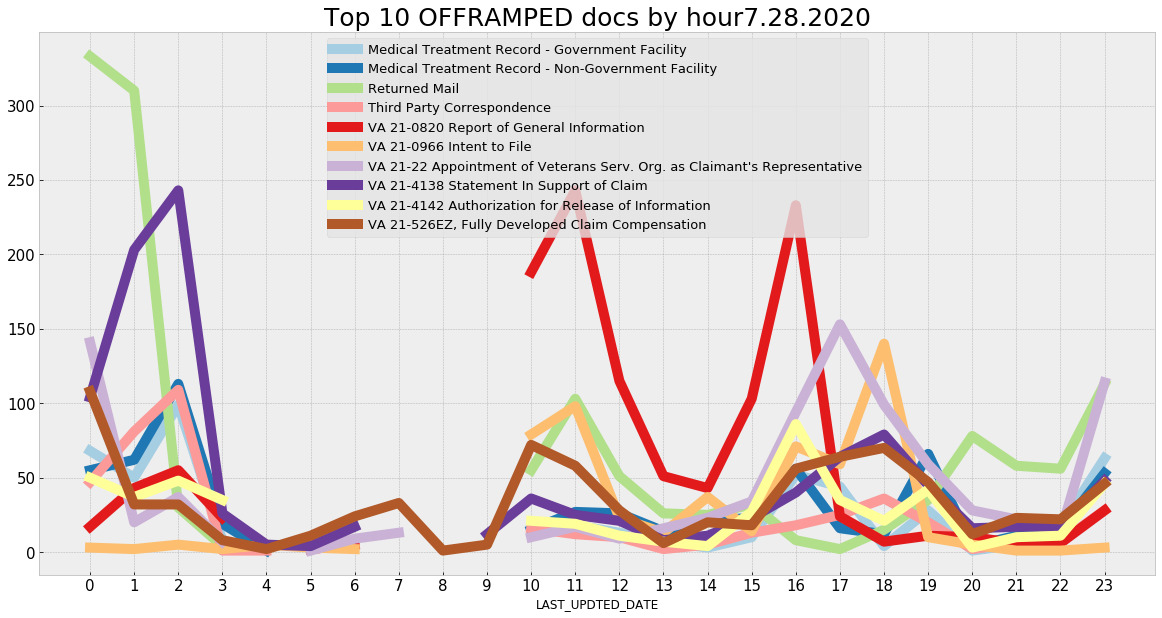 Top 10 OFFRAMPED docs by hour7.28.2020
Medical Treatment Record - Government Facility
Medical Treatment Record - Non-Government Facility
Returned Mail
Third Party Correspondence
VA 21-0820 Report of General Information
VA 21-0966 Intent to File
VA 21-22 Appointment of Veterans Serv. Org. as Claimant's Representative
VA 21-4138 Statement In Support of Claim
VA 21-4142 Authorization for Release of Information
VA 21-526EZ, Fully Developed Claim Compensation
300
250
200
150
100
50
0
0 1 2 3 4 5 6 7 8 9 10 11 12 13 14 15 16 17 18 19 20 21 22 23
LAST_UPDTED_DATE